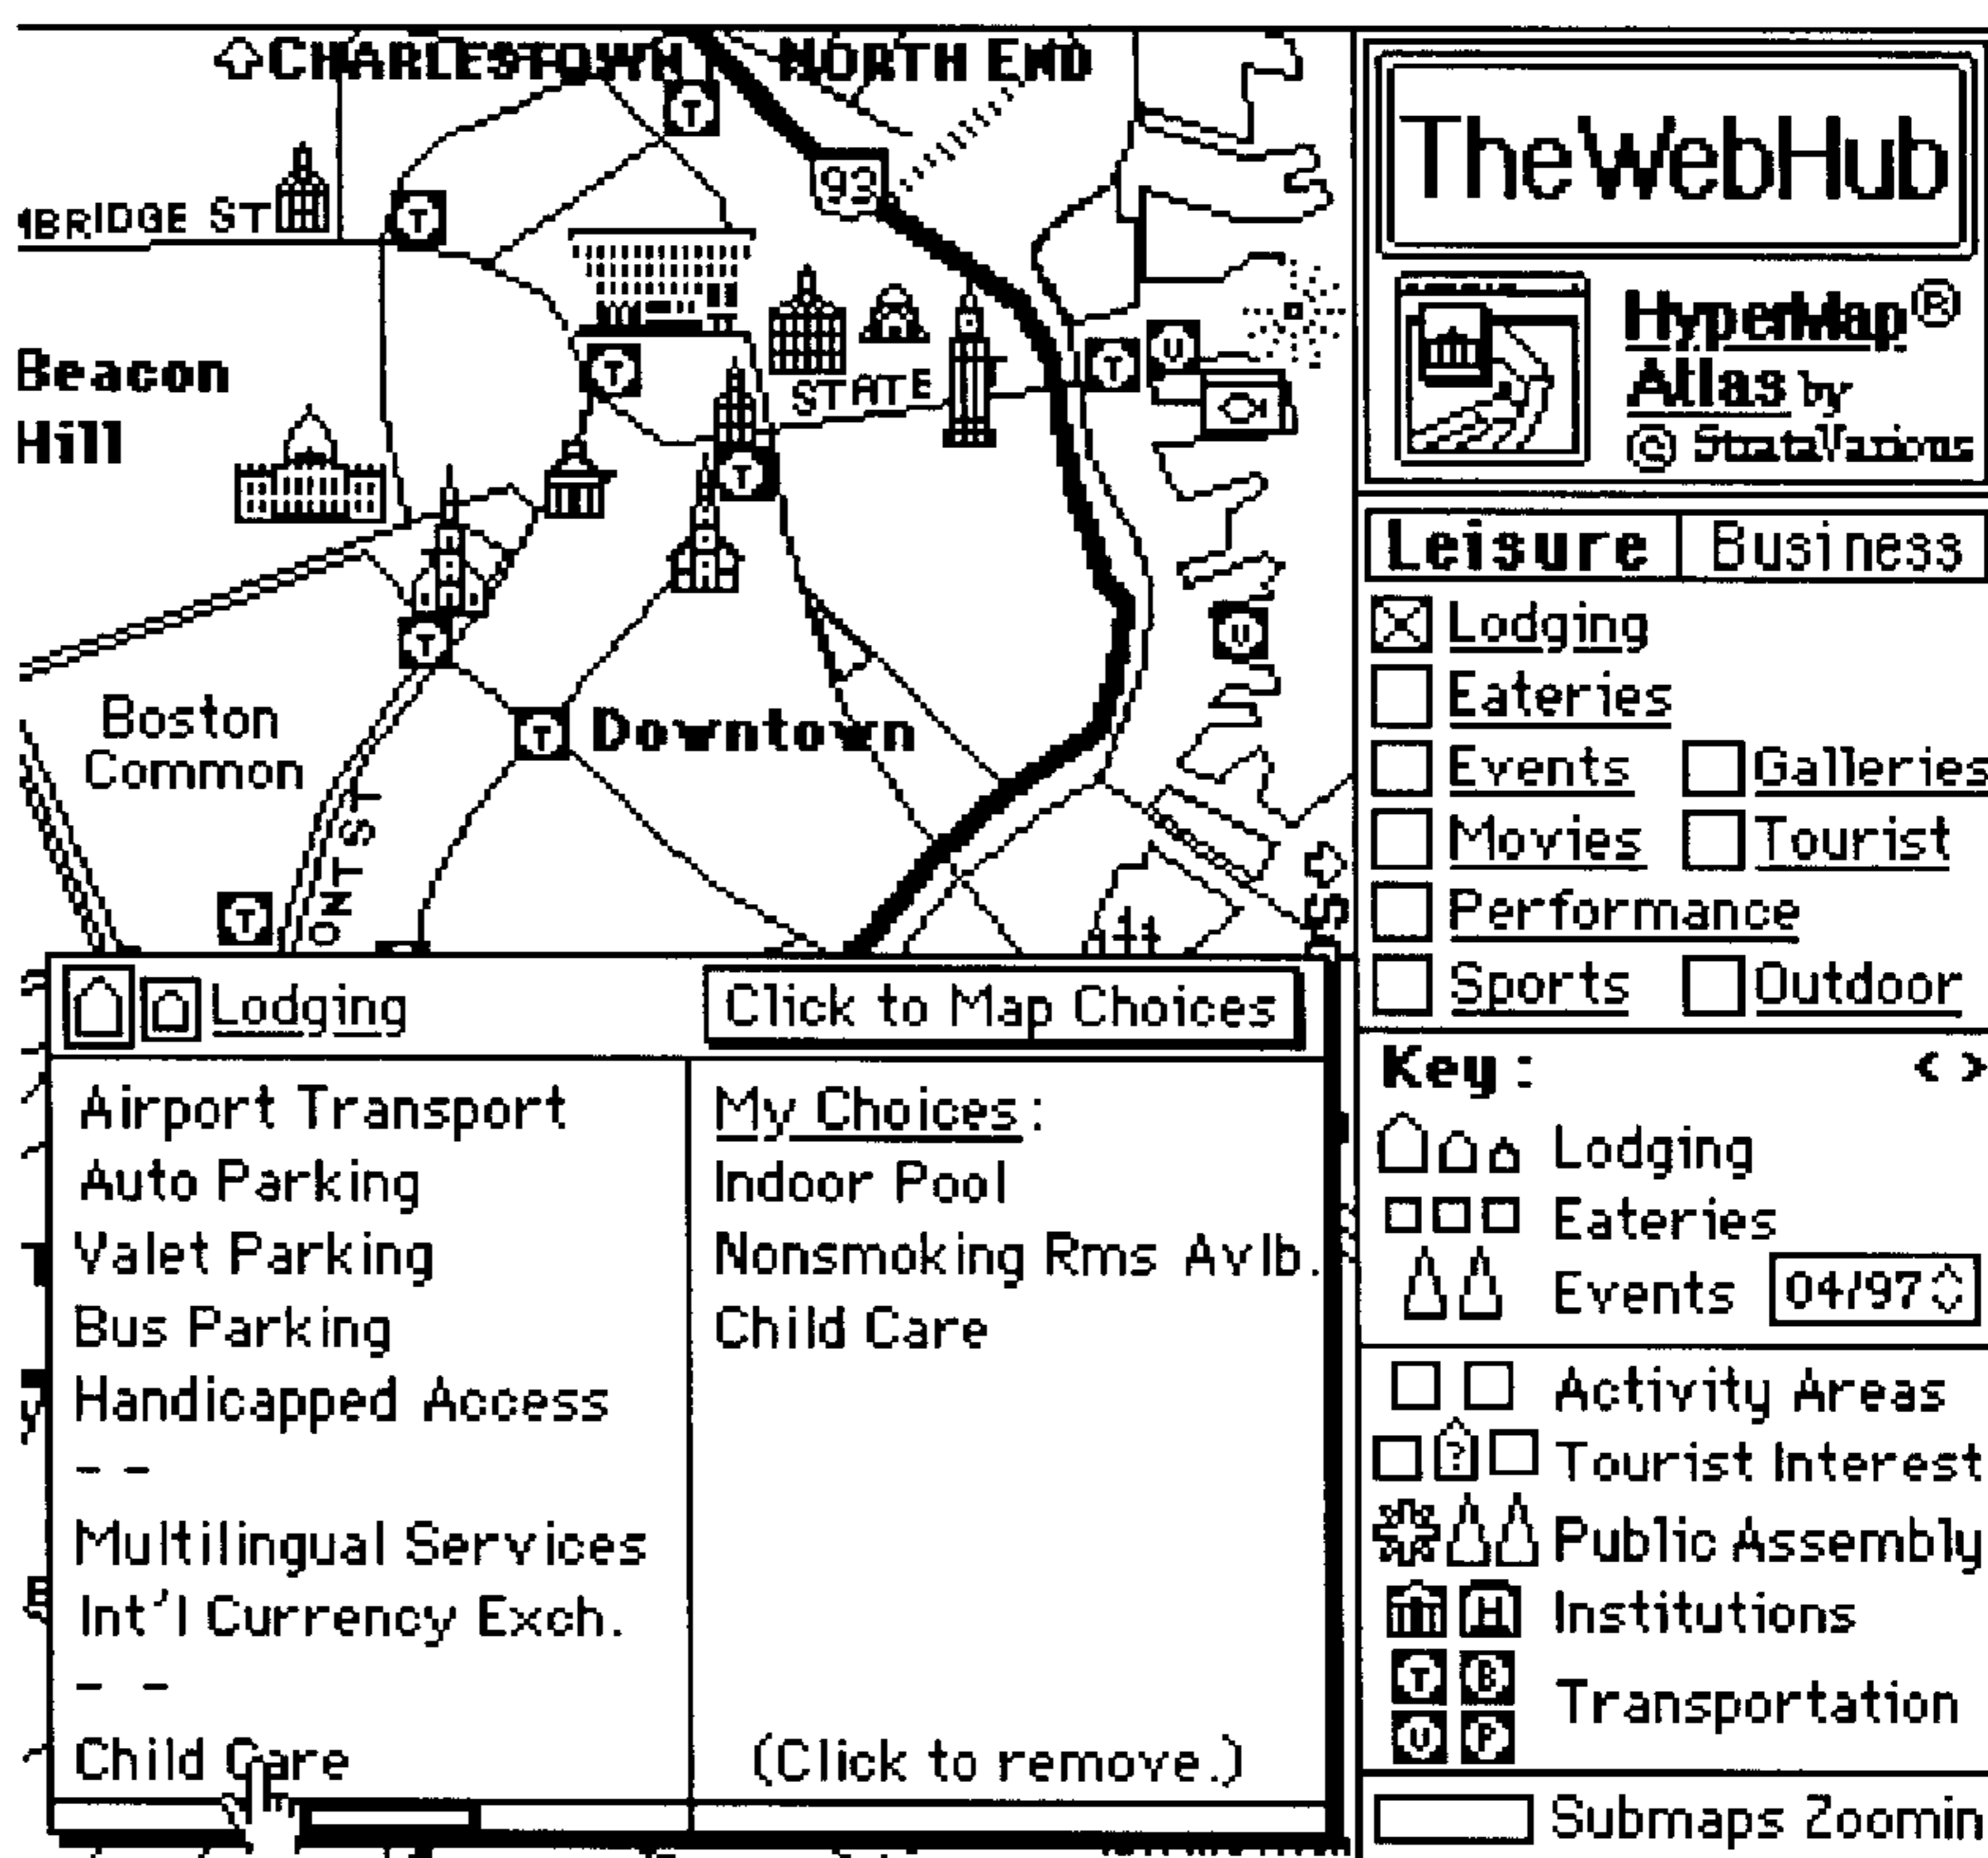 CHARLESTOWN
NORTH END
93
T
T
BRIDGE ST
Beacon
Hill
T
STATE
T
U
T
U
T
Boston
Common
T
Downtown
ONT ST
T
TheWebHub
HyperMap®
Atlas by
© StrataVarious
Leisure
Business
Lodging
Eateries
Events
Galleries
Movies
Tourist
Performance
Sports
Outdoor
Key:
< >
Lodging
Eateries
Events
04/97
Activity Areas
? Tourist Interest
Public Assembly
H Institutions
T B
Transportation
U P
Submaps Zoomin
Lodging
Click to Map Choices
Airport Transport
Auto Parking
Valet Parking
Bus Parking
Handicapped Access
- -
Multilingual Services
Int'l Currency Exch.
- -
Child Care
My Choices:
Indoor Pool
Nonsmoking Rms Avlb.
Child Care
(Click to remove.)